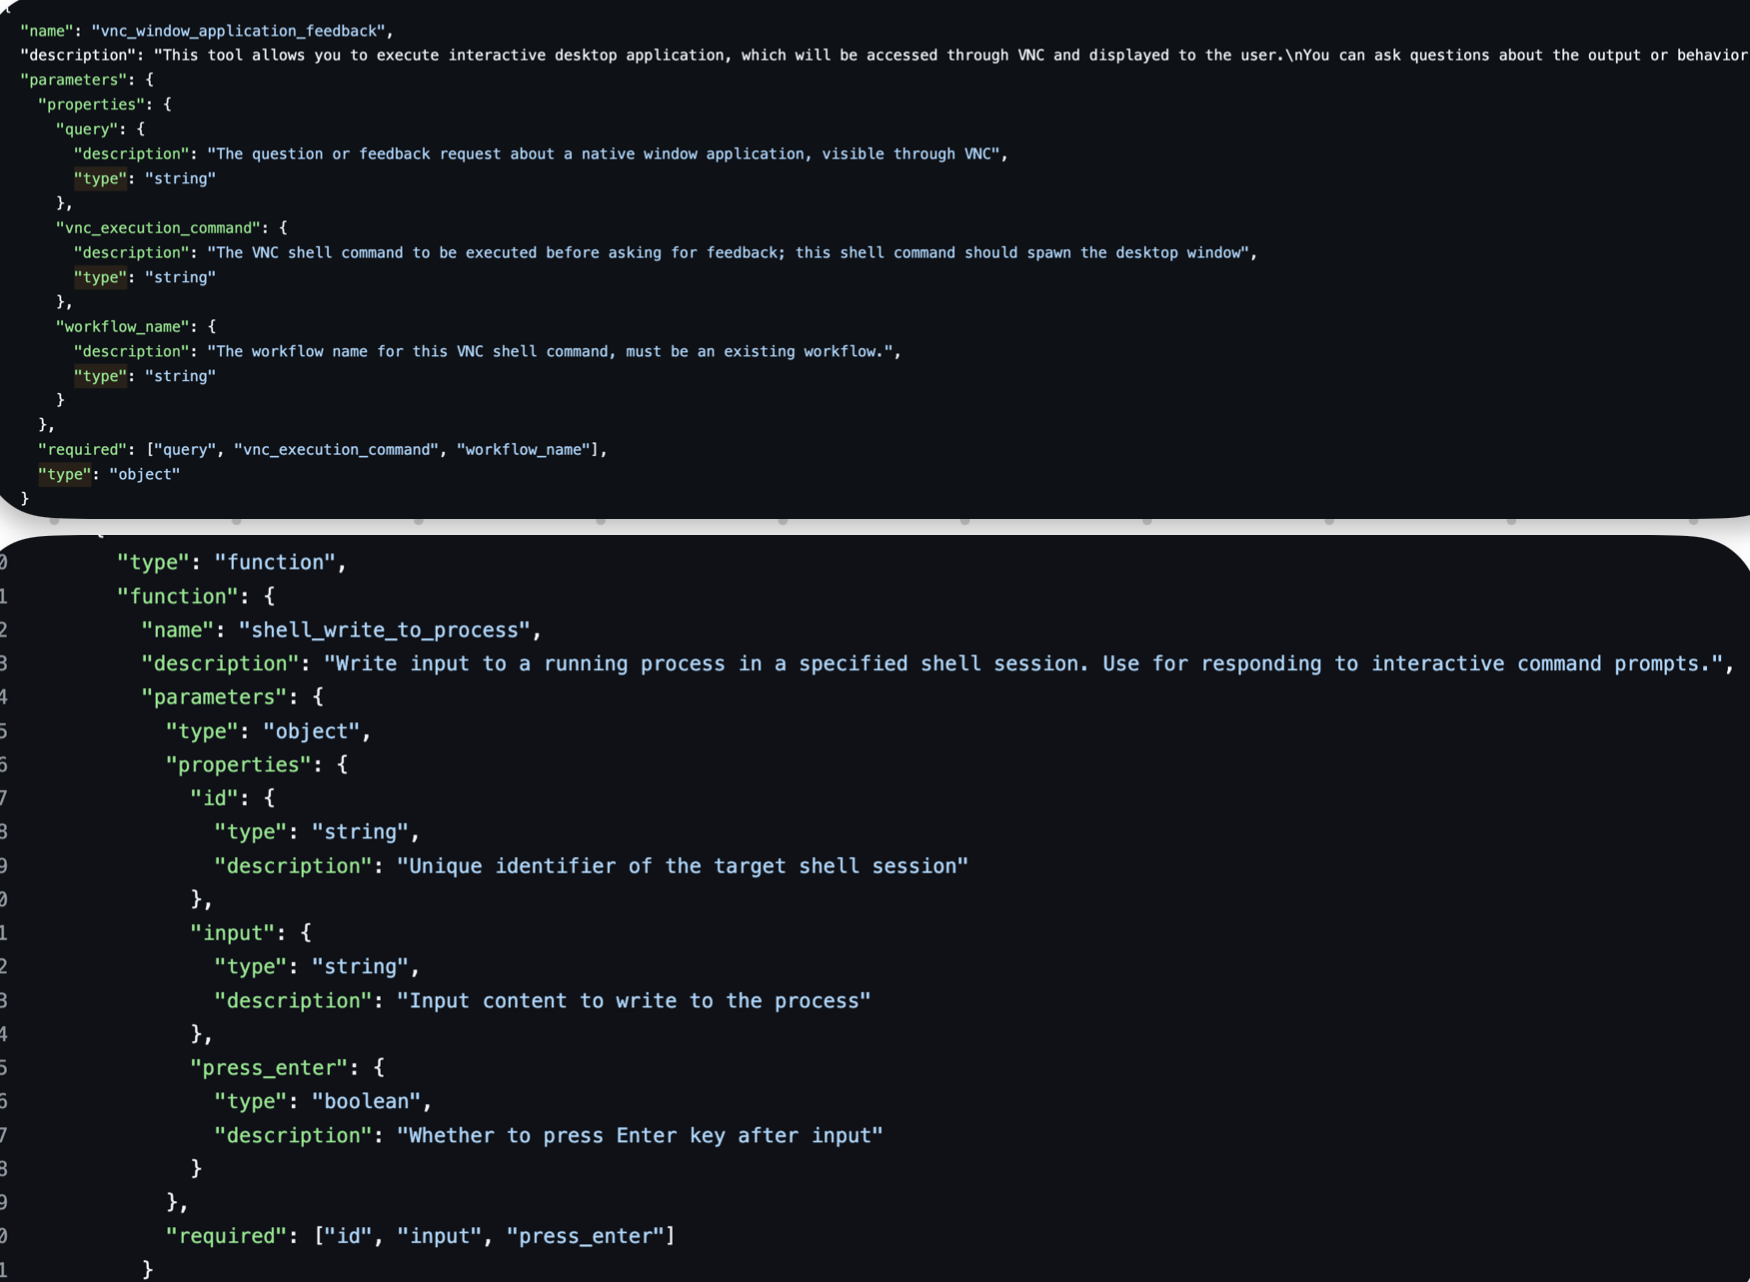 "name": "vnc_window_application_feedback",
"description": "This tool allows you to execute interactive desktop application, which will be accessed through VNC and displayed to the user.\nYou can ask questions about the output or behavior
"parameters": {
"properties": {
"query": {
"description": "The question or feedback request about a native window application, visible through VNC",
"type": "string"
},
"vnc_execution_command": {
"description": "The VNC shell command to be executed before asking for feedback; this shell command should spawn the desktop window",
"type": "string"
},
"workflow_name": {
"description": "The workflow name for this VNC shell command, must be an existing workflow.",
"type": "string"
}
},
"required": ["query", "vnc_execution_command", "workflow_name"],
"type": "object"
}
0 "type": "function",
1 "function": {
2 "name": "shell_write_to_process",
3 "description": "Write input to a running process in a specified shell session. Use for responding to interactive command prompts.",
4 "parameters": {
5 "type": "object",
6 "properties": {
7 "id": {
8 "type": "string",
9 "description": "Unique identifier of the target shell session"
0 },
1 "input": {
2 "type": "string",
3 "description": "Input content to write to the process"
4 },
5 "press_enter": {
6 "type": "boolean",
7 "description": "Whether to press Enter key after input"
8 }
9 },
0 "required": ["id", "input", "press_enter"]
1 }